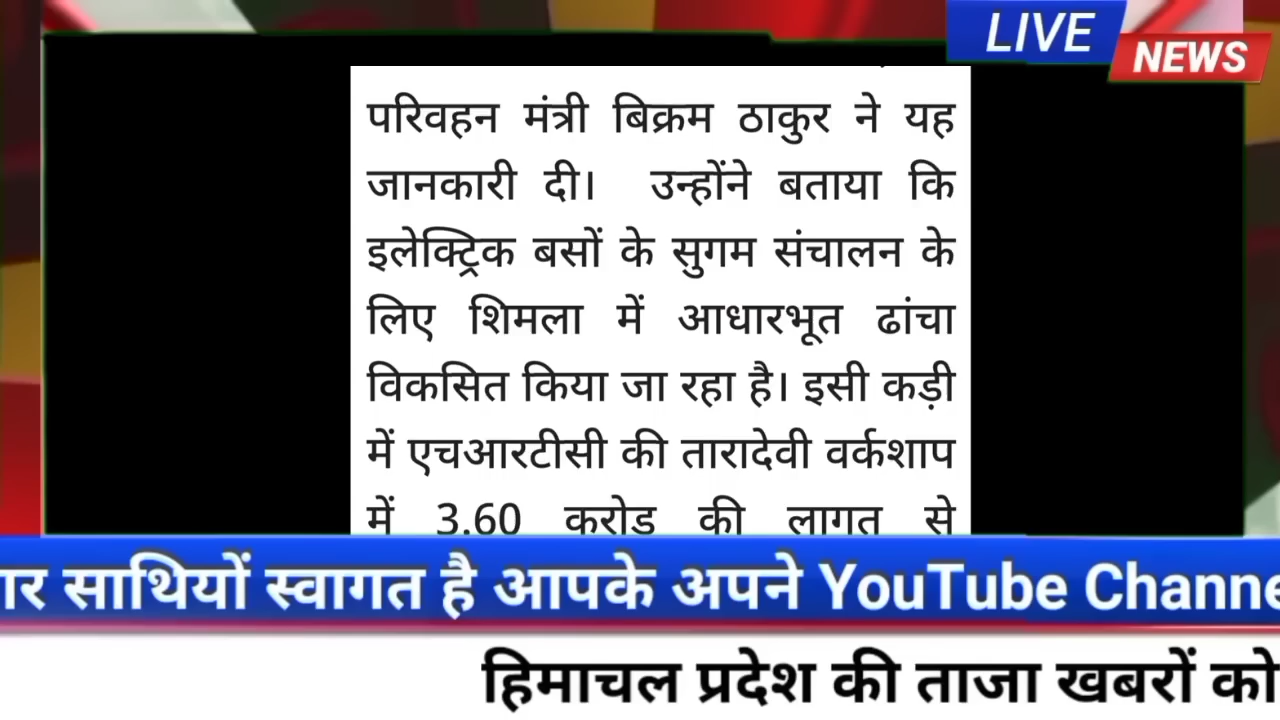 LIVE
NEWS
परिवहन मंत्री बिक्रम ठाकुर ने यह
जानकारी दी। उन्होंने बताया कि
इलेक्ट्रिक बसों के सुगम संचालन के
लिए शिमला में आधारभूत ढांचा
विकसित किया जा रहा है। इसी कड़ी
में एचआरटीसी की तारादेवी वर्कशाप
में 3.60 करोड़ की लागत से
साथियों स्वागत है आपके अपने YouTube Channe
हिमाचल प्रदेश की ताजा खबरों को